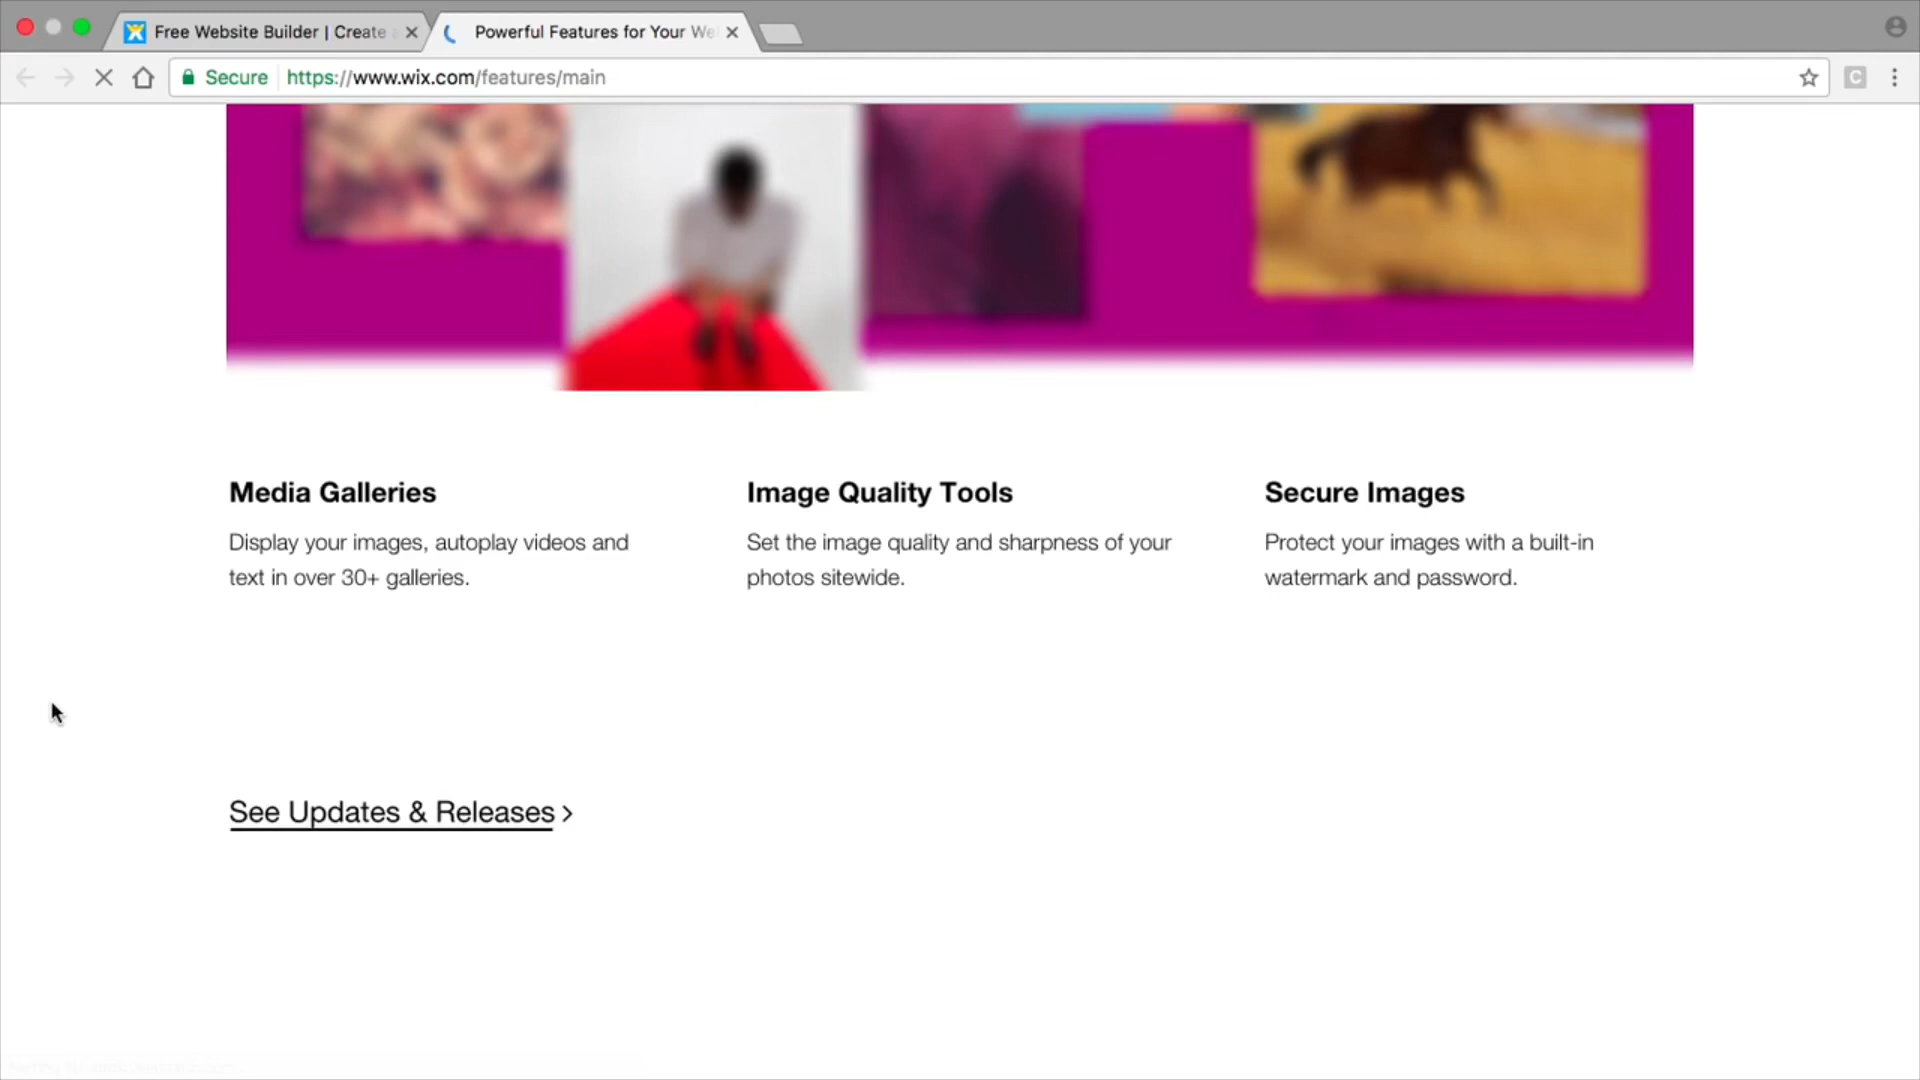 Free Website Builder | Create
Powerful Features for Your We
Secure https://www.wix.com/features/main
C
Media Galleries
Display your images, autoplay videos and
text in over 30+ galleries.
Image Quality Tools
Set the image quality and sharpness of your
photos sitewide.
Secure Images
Protect your images with a built-in
watermark and password.
See Updates & Releases >